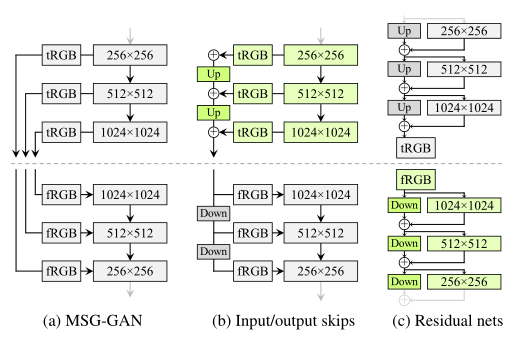 tRGB 256×256
tRGB 512×512
tRGB 1024×1024
fRGB 1024×1024
fRGB 512×512
fRGB 256×256
(a) MSG-GAN
tRGB 256×256
Up
tRGB 512×512
Up
tRGB 1024×1024
fRGB 1024×1024
Down
fRGB 512×512
Down
fRGB 256×256
(b) Input/output skips
Up 256×256
Up 512×512
Up 1024×1024
tRGB
fRGB
Down 1024×1024
Down 512×512
Down 256×256
(c) Residual nets